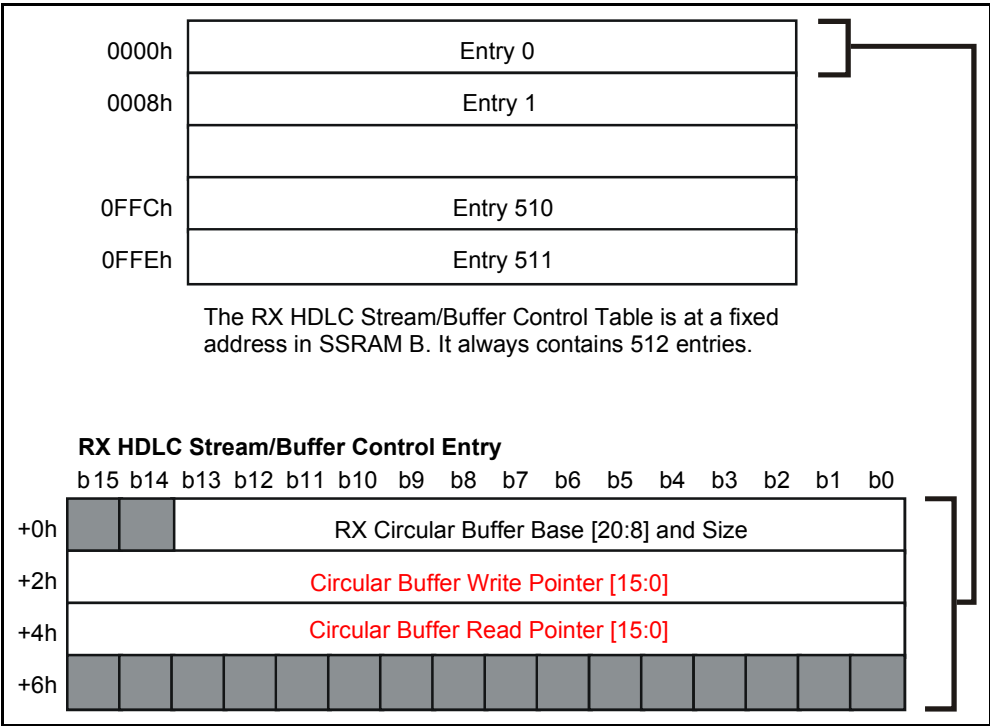 0000h Entry 0
0008h Entry 1
0FFCh Entry 510
0FFEh Entry 511
The RX HDLC Stream/Buffer Control Table is at a fixed
address in SSRAM B. It always contains 512 entries.
RX HDLC Stream/Buffer Control Entry
b15 b14 b13 b12 b11 b10 b9 b8 b7 b6 b5 b4 b3 b2 b1 b0
+0h RX Circular Buffer Base [20:8] and Size
+2h Circular Buffer Write Pointer [15:0]
+4h Circular Buffer Read Pointer [15:0]
+6h